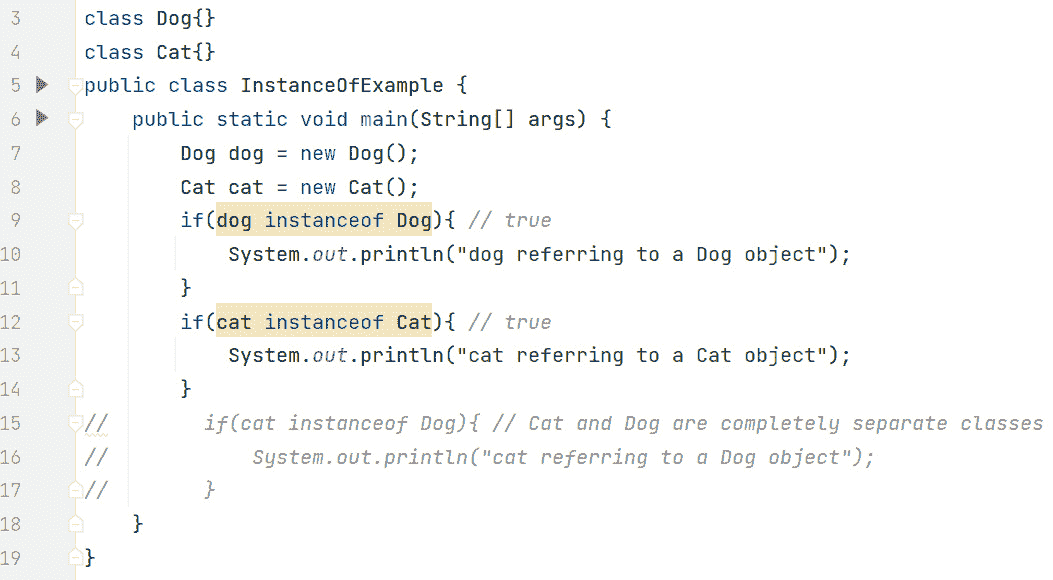 3 class Dog{}
4 class Cat{}
5 public class InstanceOfExample {
6 public static void main(String[] args) {
7 Dog dog = new Dog();
8 Cat cat = new Cat();
9 if(dog instanceof Dog){ // true
10 System.out.println("dog referring to a Dog object");
11 }
12 if(cat instanceof Cat){ // true
13 System.out.println("cat referring to a Cat object");
14 }
15 // if(cat instanceof Dog){ // Cat and Dog are completely separate classes
16 // System.out.println("cat referring to a Dog object");
17 // }
18 }
19 }